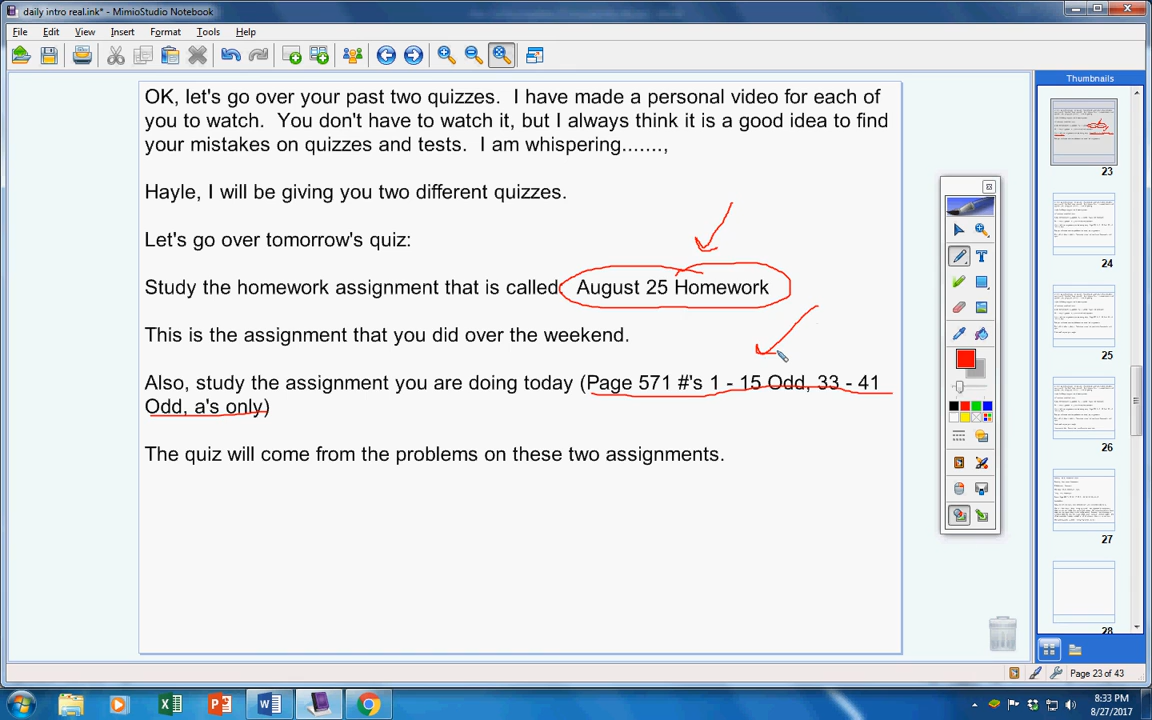 daily intro real.ink* - MimioStudio Notebook
File Edit View Insert Format Tools Help
Thumbnails
OK, let's go over your past two quizzes.  I have made a personal video for each of
you to watch.  You don't have to watch it, but I always think it is a good idea to find
your mistakes on quizzes and tests.  I am whispering.......,
Hayle, I will be giving you two different quizzes.
Let's go over tomorrow's quiz:
Study the homework assignment that is called August 25 Homework
This is the assignment that you did over the weekend.
Also, study the assignment you are doing today (Page 571 #'s 1 - 15 Odd, 33 - 41
Odd, a's only)
The quiz will come from the problems on these two assignments.
23
24
25
26
27
28
Page 23 of 43
8:33 PM
8/27/2017